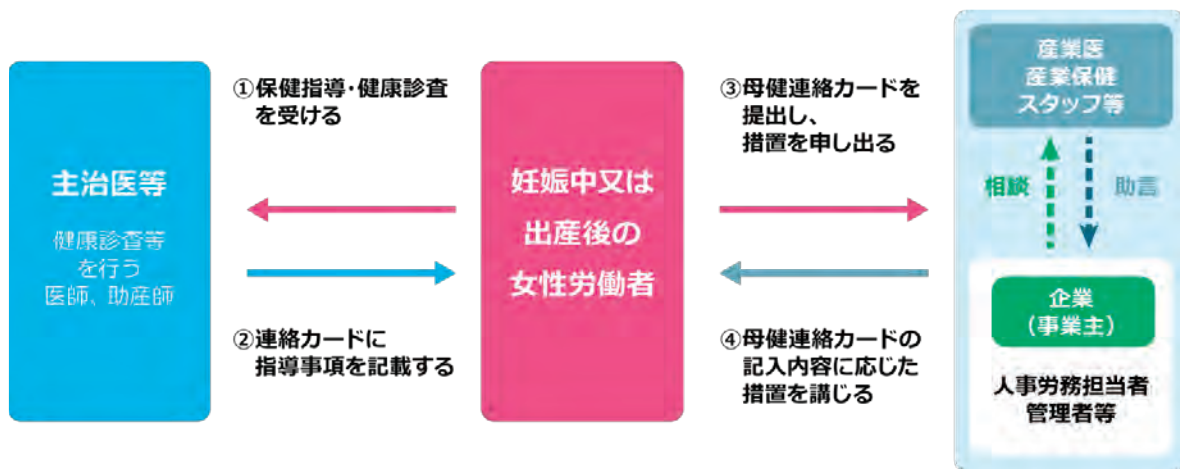 主治医等
健康診査等
を行う
医師、助産師
①保健指導・健康診査
を受ける
②連絡カードに
指導事項を記載する
妊娠中又は
出産後の
女性労働者
③母健連絡カードを
提出し、
措置を申し出る
④母健連絡カードの
記入内容に応じた
措置を講じる
産業医
産業保健
スタッフ等
相談
助言
企業
（事業主）
人事労務担当者
管理者等